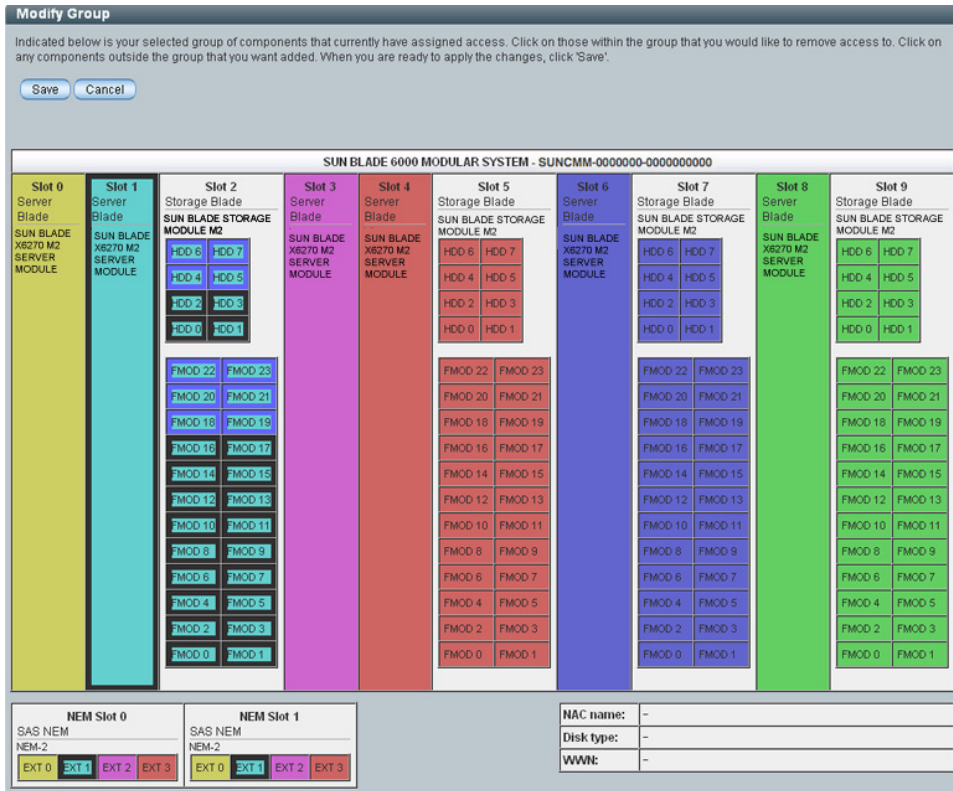 Modify Group
Indicated below is your selected group of components that currently have assigned access. Click on those within the group that you would like to remove access to. Click on
any components outside the group that you want added. When you are ready to apply the changes, click 'Save'.
Save Cancel
SUN BLADE 6000 MODULAR SYSTEM - SUNCMM-0000000-0000000000
Slot 0
Server
Blade
SUN BLADE
X6270 M2
SERVER
MODULE
Slot 1
Server
Blade
SUN BLADE
X6270 M2
SERVER
MODULE
Slot 2
Storage Blade
SUN BLADE STORAGE
MODULE M2
HDD 6 HDD 7
HDD 4 HDD 5
HDD 2 HDD 3
HDD 0 HDD 1
FMOD 22 FMOD 23
FMOD 20 FMOD 21
FMOD 18 FMOD 19
FMOD 16 FMOD 17
FMOD 14 FMOD 15
FMOD 12 FMOD 13
FMOD 10 FMOD 11
FMOD 8 FMOD 9
FMOD 6 FMOD 7
FMOD 4 FMOD 5
FMOD 2 FMOD 3
FMOD 0 FMOD 1
Slot 3
Server
Blade
SUN BLADE
X6270 M2
SERVER
MODULE
Slot 4
Server
Blade
SUN BLADE
X6270 M2
SERVER
MODULE
Slot 5
Storage Blade
SUN BLADE STORAGE
MODULE M2
HDD 6 HDD 7
HDD 4 HDD 5
HDD 2 HDD 3
HDD 0 HDD 1
FMOD 22 FMOD 23
FMOD 20 FMOD 21
FMOD 18 FMOD 19
FMOD 16 FMOD 17
FMOD 14 FMOD 15
FMOD 12 FMOD 13
FMOD 10 FMOD 11
FMOD 8 FMOD 9
FMOD 6 FMOD 7
FMOD 4 FMOD 5
FMOD 2 FMOD 3
FMOD 0 FMOD 1
Slot 6
Server
Blade
SUN BLADE
X6270 M2
SERVER
MODULE
Slot 7
Storage Blade
SUN BLADE STORAGE
MODULE M2
HDD 6 HDD 7
HDD 4 HDD 5
HDD 2 HDD 3
HDD 0 HDD 1
FMOD 22 FMOD 23
FMOD 20 FMOD 21
FMOD 18 FMOD 19
FMOD 16 FMOD 17
FMOD 14 FMOD 15
FMOD 12 FMOD 13
FMOD 10 FMOD 11
FMOD 8 FMOD 9
FMOD 6 FMOD 7
FMOD 4 FMOD 5
FMOD 2 FMOD 3
FMOD 0 FMOD 1
Slot 8
Server
Blade
SUN BLADE
X6270 M2
SERVER
MODULE
Slot 9
Storage Blade
SUN BLADE STORAGE
MODULE M2
HDD 6 HDD 7
HDD 4 HDD 5
HDD 2 HDD 3
HDD 0 HDD 1
FMOD 22 FMOD 23
FMOD 20 FMOD 21
FMOD 18 FMOD 19
FMOD 16 FMOD 17
FMOD 14 FMOD 15
FMOD 12 FMOD 13
FMOD 10 FMOD 11
FMOD 8 FMOD 9
FMOD 6 FMOD 7
FMOD 4 FMOD 5
FMOD 2 FMOD 3
FMOD 0 FMOD 1
NEM Slot 0
SAS NEM
NEM-2
EXT 0 EXT 1 EXT 2 EXT 3
NEM Slot 1
SAS NEM
NEM-2
EXT 0 EXT 1 EXT 2 EXT 3
NAC name: -
Disk type: -
WWN: -